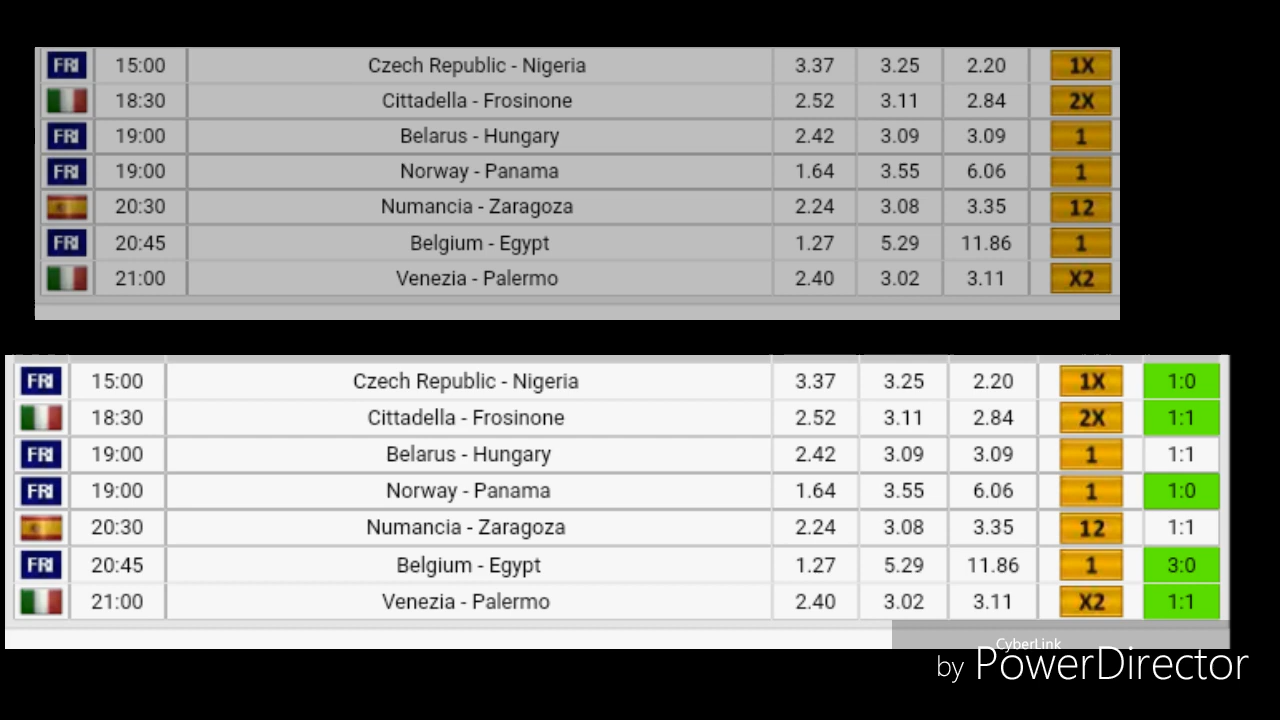 FRI 15:00 Czech Republic - Nigeria 3.37 3.25 2.20 1X
18:30 Cittadella - Frosinone 2.52 3.11 2.84 2X
FRI 19:00 Belarus - Hungary 2.42 3.09 3.09 1
FRI 19:00 Norway - Panama 1.64 3.55 6.06 1
20:30 Numancia - Zaragoza 2.24 3.08 3.35 12
FRI 20:45 Belgium - Egypt 1.27 5.29 11.86 1
21:00 Venezia - Palermo 2.40 3.02 3.11 X2
FRI 15:00 Czech Republic - Nigeria 3.37 3.25 2.20 1X 1:0
18:30 Cittadella - Frosinone 2.52 3.11 2.84 2X 1:1
FRI 19:00 Belarus - Hungary 2.42 3.09 3.09 1 1:1
FRI 19:00 Norway - Panama 1.64 3.55 6.06 1 1:0
20:30 Numancia - Zaragoza 2.24 3.08 3.35 12 1:1
FRI 20:45 Belgium - Egypt 1.27 5.29 11.86 1 3:0
21:00 Venezia - Palermo 2.40 3.02 3.11 X2 1:1
CyberLink
by PowerDirector